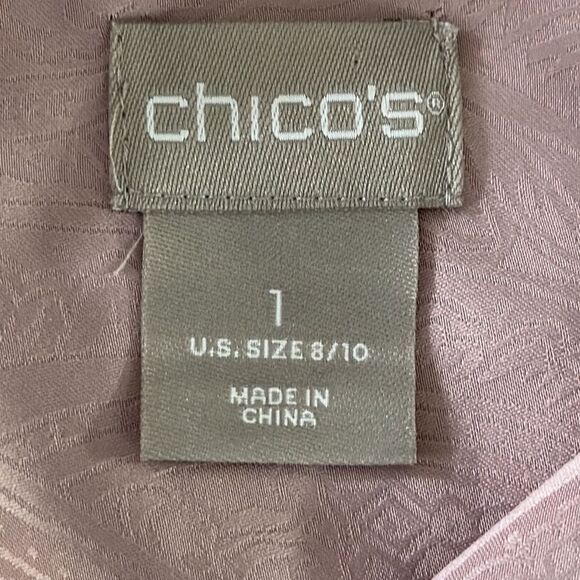 chico's®
1
U.S. SIZE 8/10
MADE IN
CHINA